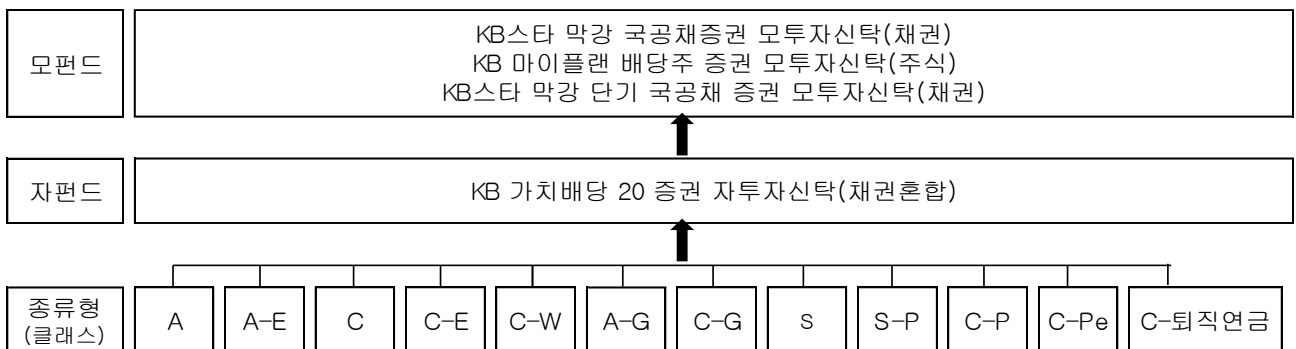 모펀드
KB스타 막강 국공채증권 모투자신탁(채권)
KB 마이플랜 배당주 증권 모투자신탁(주식)
KB스타 막강 단기 국공채 증권 모투자신탁(채권)
자펀드
KB 가치배당 20 증권 자투자신탁(채권혼합)
종류형
(클래스)
A
A-E
C
C-E
C-W
A-G
C-G
S
S-P
C-P
C-Pe
C-퇴직연금